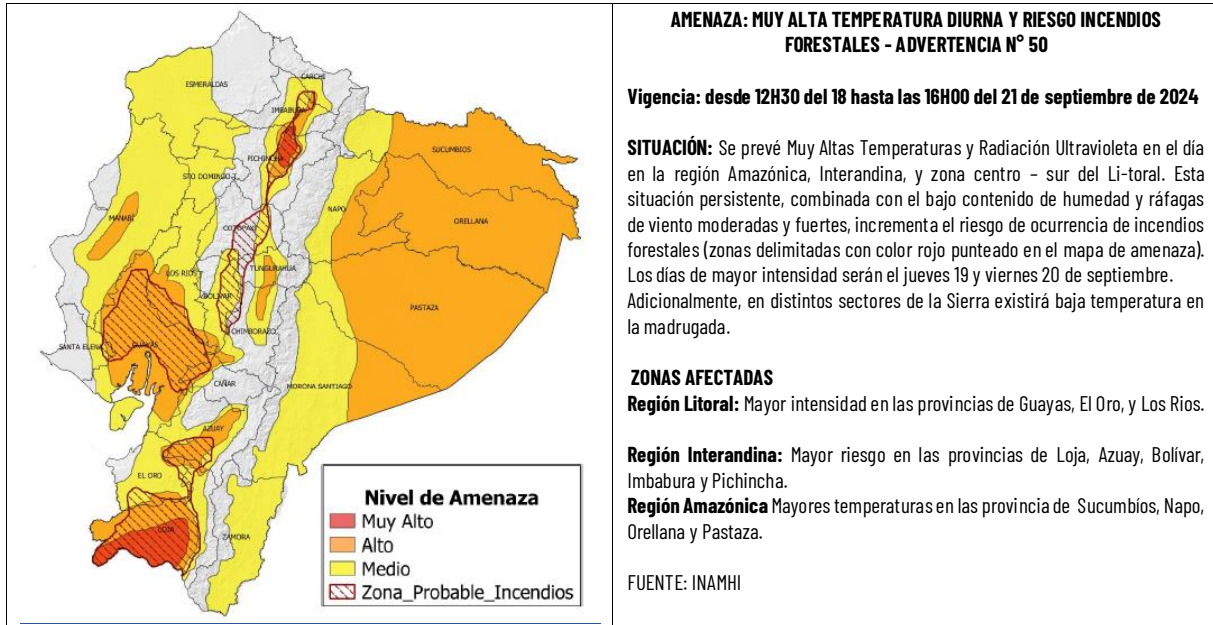 CARCHI
ESMERALDAS
IMBABURA
SUCUMBIOS
PICHINCHA
STO DOMINGO T.
NAPO
ORELLANA
MANABÍ
COTOPAXI
TUNGURAHUA
LOS RIOS
BOLIVAR
PASTAZA
CHIMBORAZO
SANTA ELENA
GUAYAS
CAÑAR
MORONA SANTIAGO
AZUAY
EL ORO
LOJA
ZAMORA
Nivel de Amenaza
Muy Alto
Alto
Medio
Zona_Probable_Incendios
AMENAZA: MUY ALTA TEMPERATURA DIURNA Y RIESGO INCENDIOS
FORESTALES - ADVERTENCIA N° 50
Vigencia: desde 12H30 del 18 hasta las 16H00 del 21 de septiembre de 2024
SITUACIÓN: Se prevé Muy Altas Temperaturas y Radiación Ultravioleta en el día
en la región Amazónica, Interandina, y zona centro – sur del Li-toral. Esta
situación persistente, combinada con el bajo contenido de humedad y ráfagas
de viento moderadas y fuertes, incrementa el riesgo de ocurrencia de incendios
forestales (zonas delimitadas con color rojo punteado en el mapa de amenaza).
Los días de mayor intensidad serán el jueves 19 y viernes 20 de septiembre.
Adicionalmente, en distintos sectores de la Sierra existirá baja temperatura en
la madrugada.
ZONAS AFECTADAS
Región Litoral: Mayor intensidad en las provincias de Guayas, El Oro, y Los Rios.
Región Interandina: Mayor riesgo en las provincias de Loja, Azuay, Bolívar,
Imbabura y Pichincha.
Región Amazónica Mayores temperaturas en las provincia de Sucumbíos, Napo,
Orellana y Pastaza.
FUENTE: INAMHI